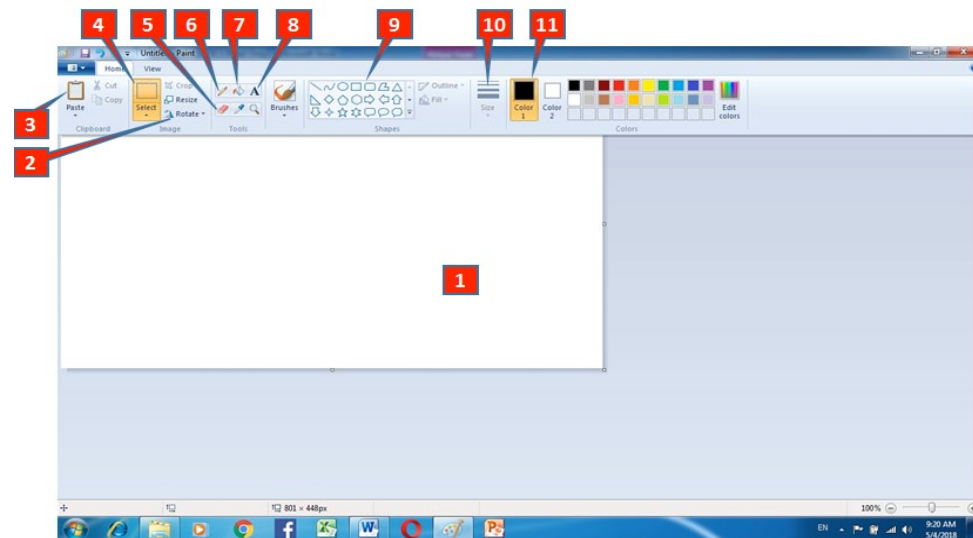 4 5 6 7 8 9 10 11
Untitled - Paint
Home View
Cut
Copy
Paste
Clipboard
Select
Crop
Resize
Rotate
Image
Tools
A
Brushes
Outline
Fill
Shapes
Size
Color 1
Color 2
Edit colors
Colors
3
2
1
801 × 448px
100%
EN
9:20 AM
5/4/2018